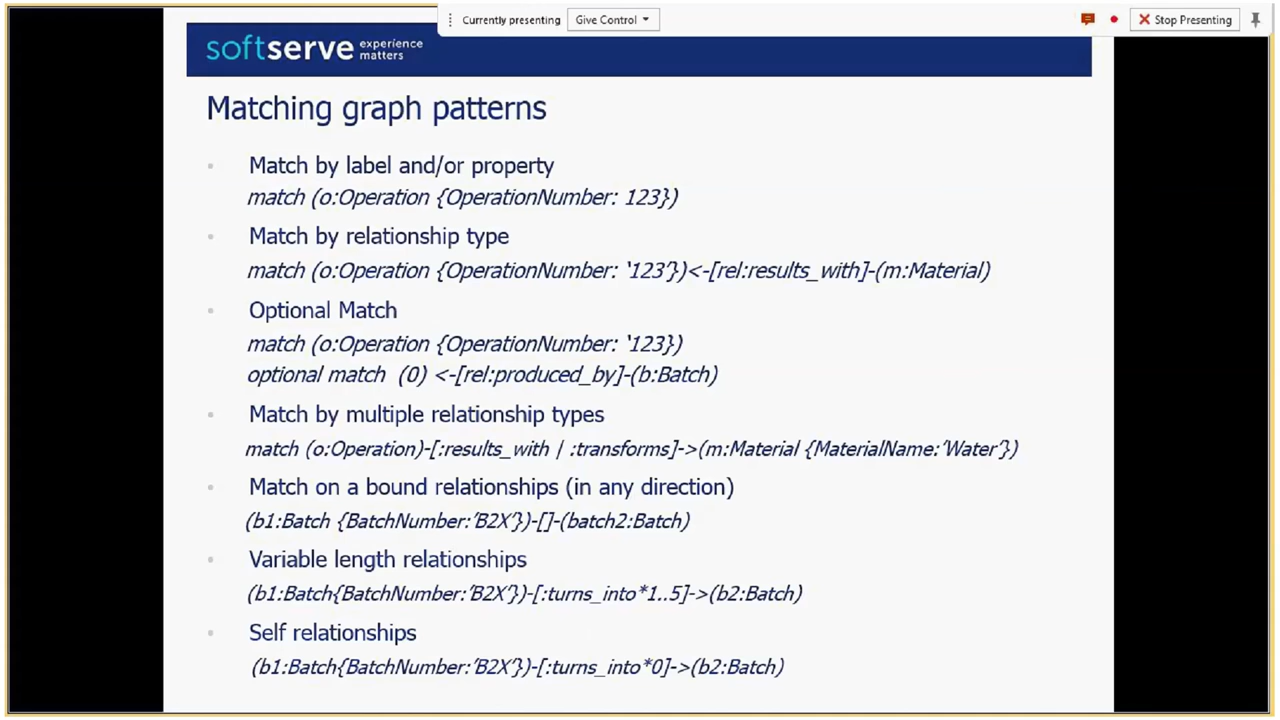 Currently presenting
Give Control
Stop Presenting
softserve experience matters
Matching graph patterns
Match by label and/or property
match (o:Operation {OperationNumber: 123})
Match by relationship type
match (o:Operation {OperationNumber: '123'})<-[rel:results_with]-(m:Material)
Optional Match
match (o:Operation {OperationNumber: '123})
optional match (0) <-[rel:produced_by]-(b:Batch)
Match by multiple relationship types
match (o:Operation)-[:results_with | :transforms]->(m:Material {MaterialName:'Water'})
Match on a bound relationships (in any direction)
(b1:Batch {BatchNumber:'B2X'})-[]-(batch2:Batch)
Variable length relationships
(b1:Batch{BatchNumber:'B2X'})-[:turns_into*1..5]->(b2:Batch)
Self relationships
(b1:Batch{BatchNumber:'B2X'})-[:turns_into*0]->(b2:Batch)